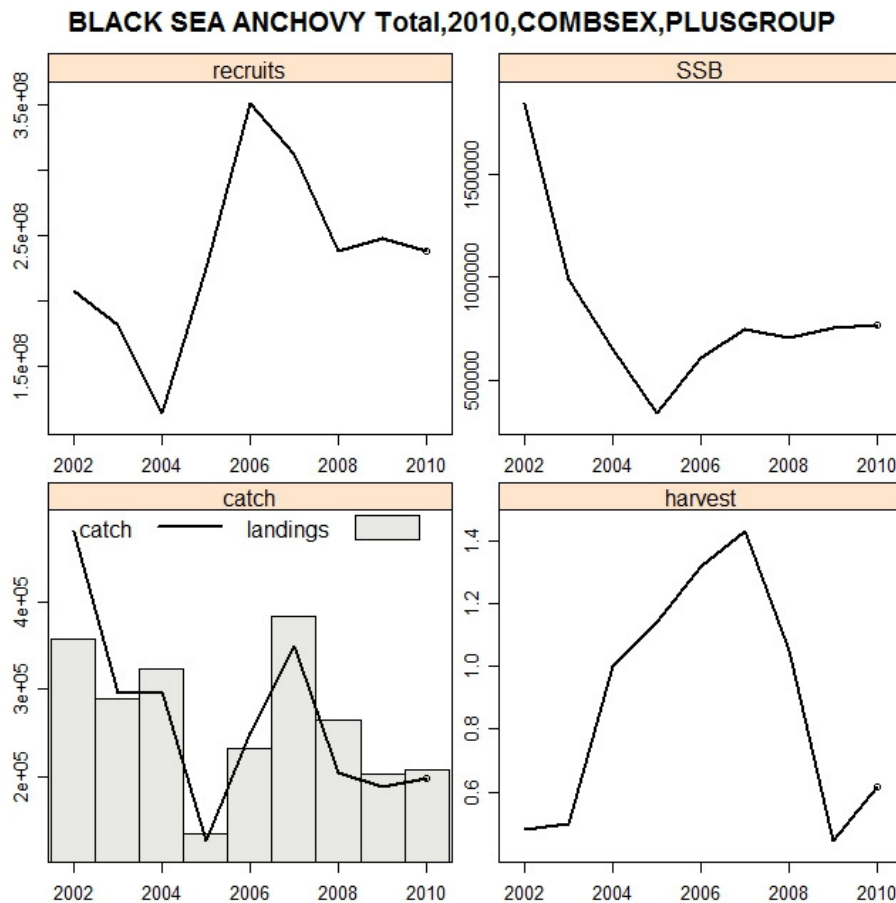 BLACK SEA ANCHOVY Total,2010,COMBSEX,PLUSGROUP
recruits
3.5e+08
2.5e+08
1.5e+08
2002 2004 2006 2008 2010
SSB
1500000
1000000
500000
2002 2004 2006 2008 2010
catch
catch landings
4e+05
3e+05
2e+05
2002 2004 2006 2008 2010
harvest
1.4
1.2
1.0
0.8
0.6
2002 2004 2006 2008 2010